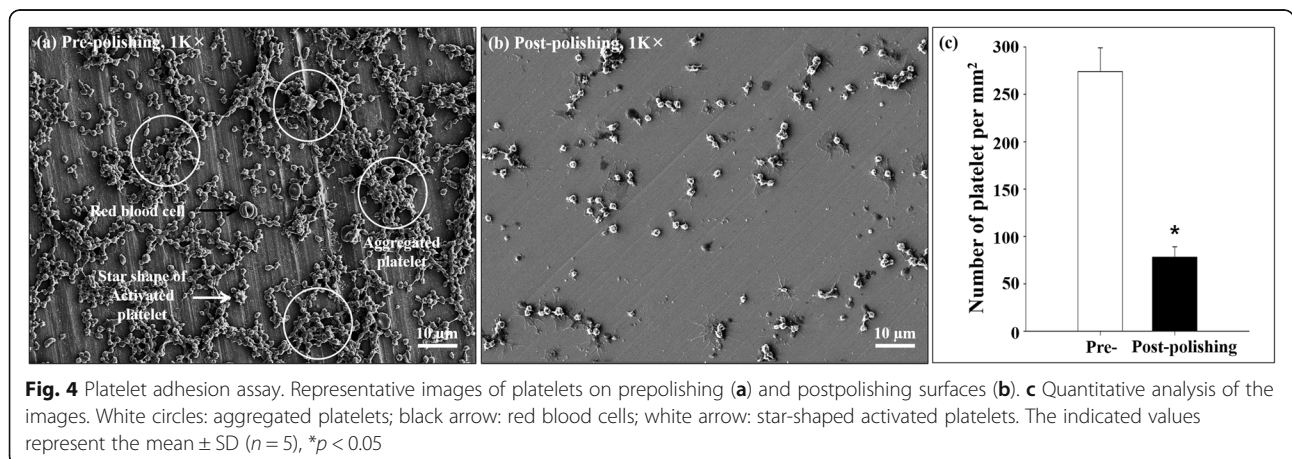 (a) Pre-polishing, 1K×
Red blood cell
Aggregated
platelet
Star shape of
Activated
platelet
10 µm
(b) Post-polishing, 1K×
10 µm
(c)
Number of platelet per mm²
300
250
200
150
100
50
0
*
Pre- Post-polishing
Fig. 4 Platelet adhesion assay. Representative images of platelets on prepolishing (a) and postpolishing surfaces (b). c Quantitative analysis of the
images. White circles: aggregated platelets; black arrow: red blood cells; white arrow: star-shaped activated platelets. The indicated values
represent the mean ± SD (n = 5), *p < 0.05